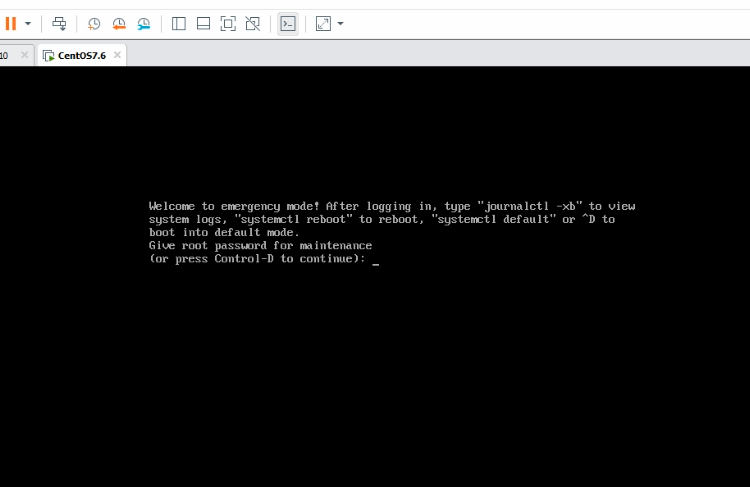 10
CentOS7.6
Welcome to emergency mode! After logging in, type "journalctl -xb" to view
system logs, "systemctl reboot" to reboot, "systemctl default" or ^D to
boot into default mode.
Give root password for maintenance
(or press Control-D to continue): _